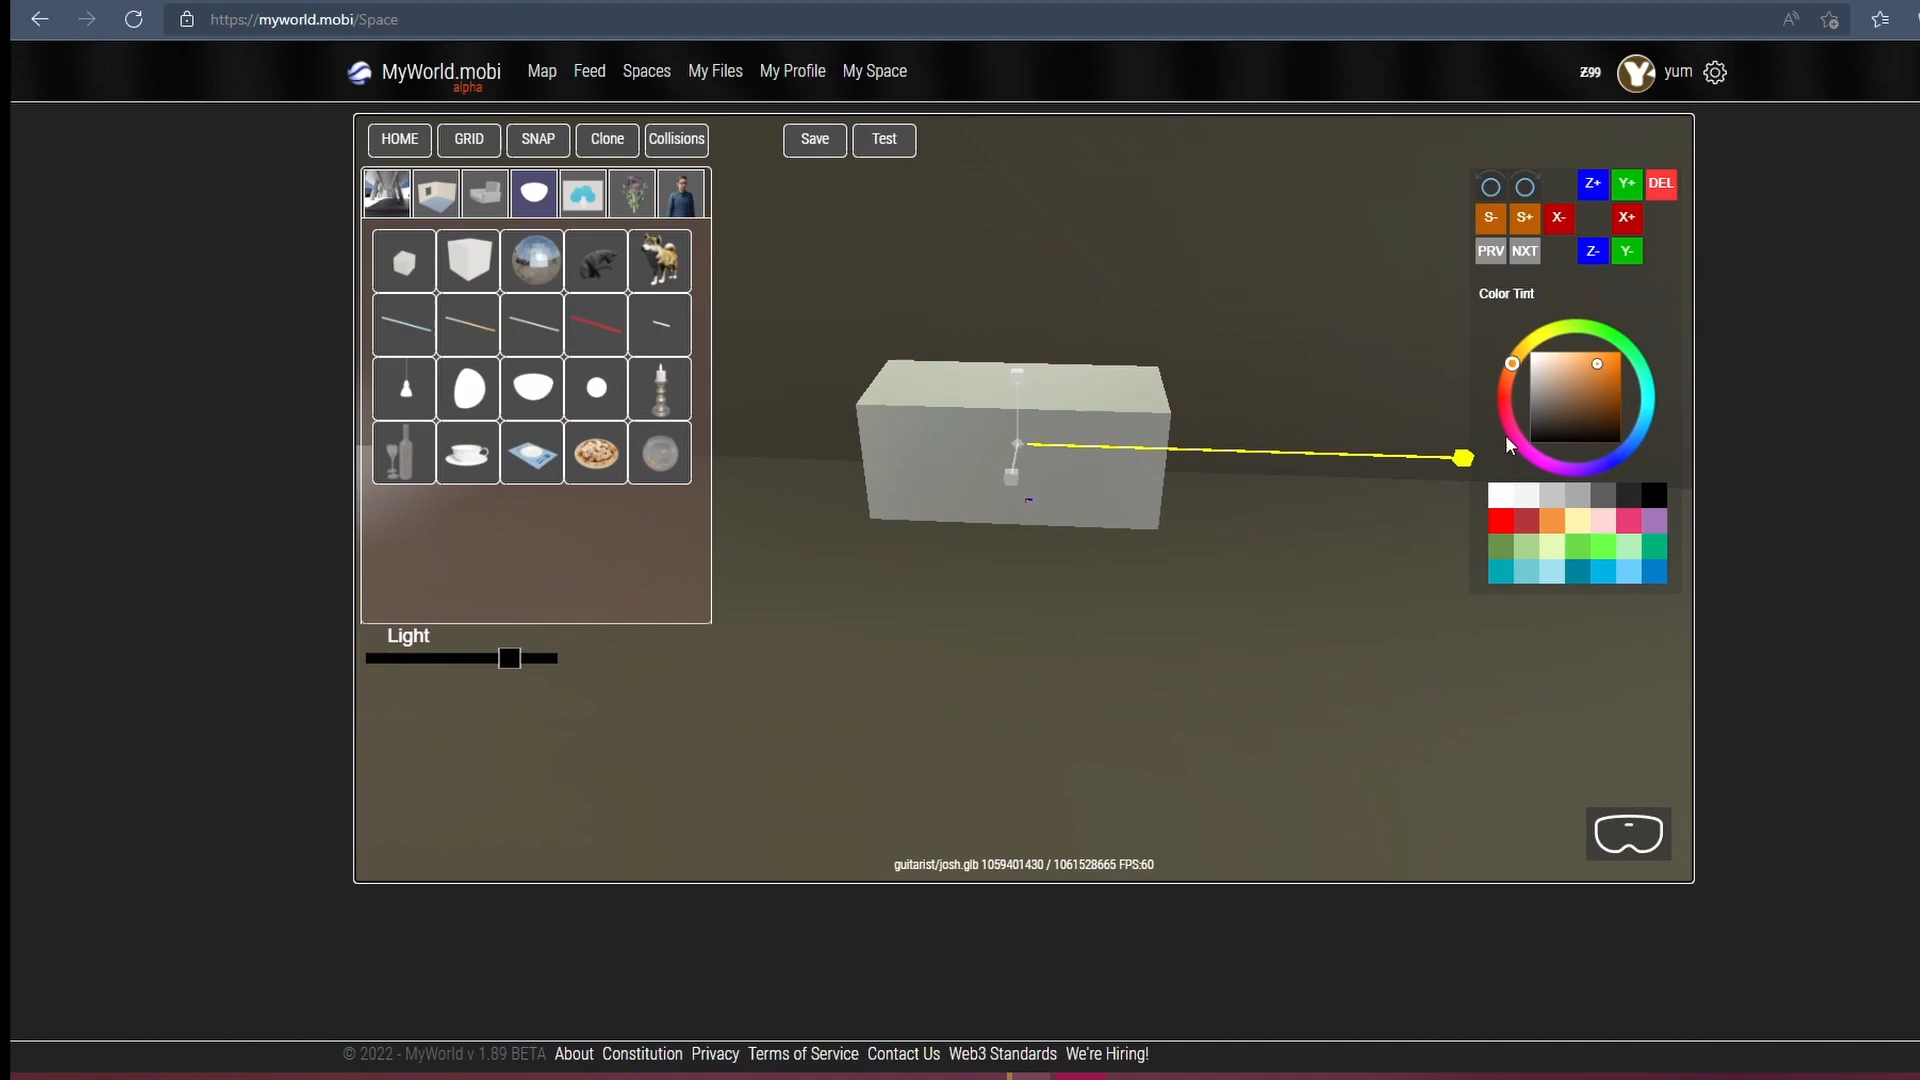 https://myworld.mobi/Space
MyWorld.mobi Map Feed Spaces My Files My Profile My Space
alpha
Ƶ99 yum
HOME GRID SNAP Clone Collisions Save Test
Z+ Y+ DEL
S- S+ X- X+
PRV NXT Z- Y-
Color Tint
Light
guitarist/josh.glb 1059401430 / 1061528665 FPS:60
© 2022 - MyWorld v 1.89 BETA About Constitution Privacy Terms of Service Contact Us Web3 Standards We're Hiring!